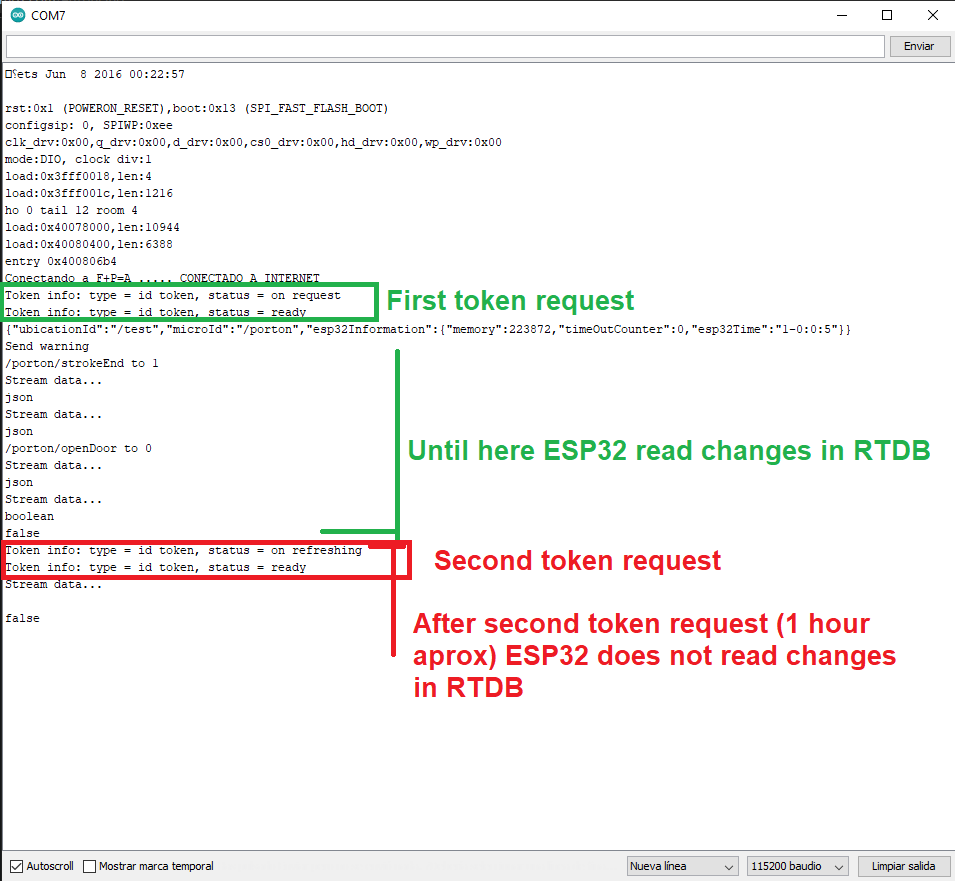 COM7
Enviar
ets Jun  8 2016 00:22:57
rst:0x1 (POWERON_RESET),boot:0x13 (SPI_FAST_FLASH_BOOT)
configsip: 0, SPIWP:0xee
clk_drv:0x00,q_drv:0x00,d_drv:0x00,cs0_drv:0x00,hd_drv:0x00,wp_drv:0x00
mode:DIO, clock div:1
load:0x3fff0018,len:4
load:0x3fff001c,len:1216
ho 0 tail 12 room 4
load:0x40078000,len:10944
load:0x40080400,len:6388
entry 0x400806b4
Conectando a F+P=A ..... CONECTADO A INTERNET
Token info: type = id token, status = on request
Token info: type = id token, status = ready
First token request
{"ubicationId":"/test","microId":"/porton","esp32Information":{"memory":223872,"timeOutCounter":0,"esp32Time":"1-0:0:5"}}
Send warning
/porton/strokeEnd to 1
Stream data...
json
Stream data...
json
/porton/openDoor to 0
Until here ESP32 read changes in RTDB
Stream data...
json
Stream data...
boolean
false
Token info: type = id token, status = on refreshing
Token info: type = id token, status = ready
Second token request
Stream data...
false
After second token request (1 hour
aprox) ESP32 does not read changes
in RTDB
Autoscroll
Mostrar marca temporal
Nueva línea
115200 baudio
Limpiar salida